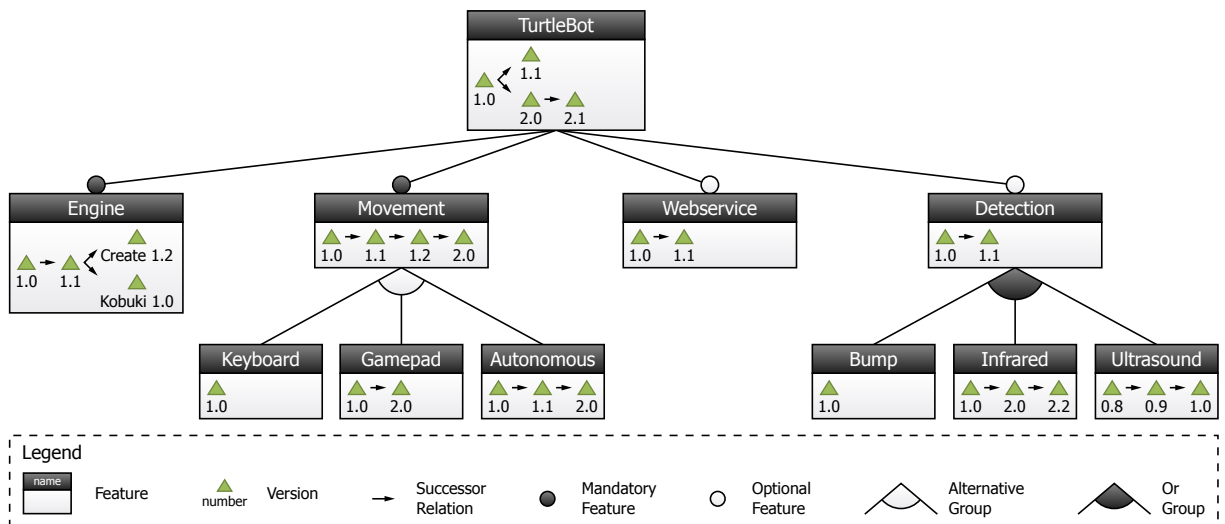 TurtleBot
1.1
1.0
2.0 2.1
Engine Movement Webservice Detection
Create 1.2
1.0 1.1
Kobuki 1.0
1.0 1.1 1.2 2.0
1.0 1.1
1.0 1.1
Keyboard Gamepad Autonomous Bump Infrared Ultrasound
1.0
1.0 2.0
1.0 1.1 2.0
1.0
1.0 2.0 2.2
0.8 0.9 1.0
Legend
name
Feature
number
Version
Successor
Relation
Mandatory
Feature
Optional
Feature
Alternative
Group
Or
Group